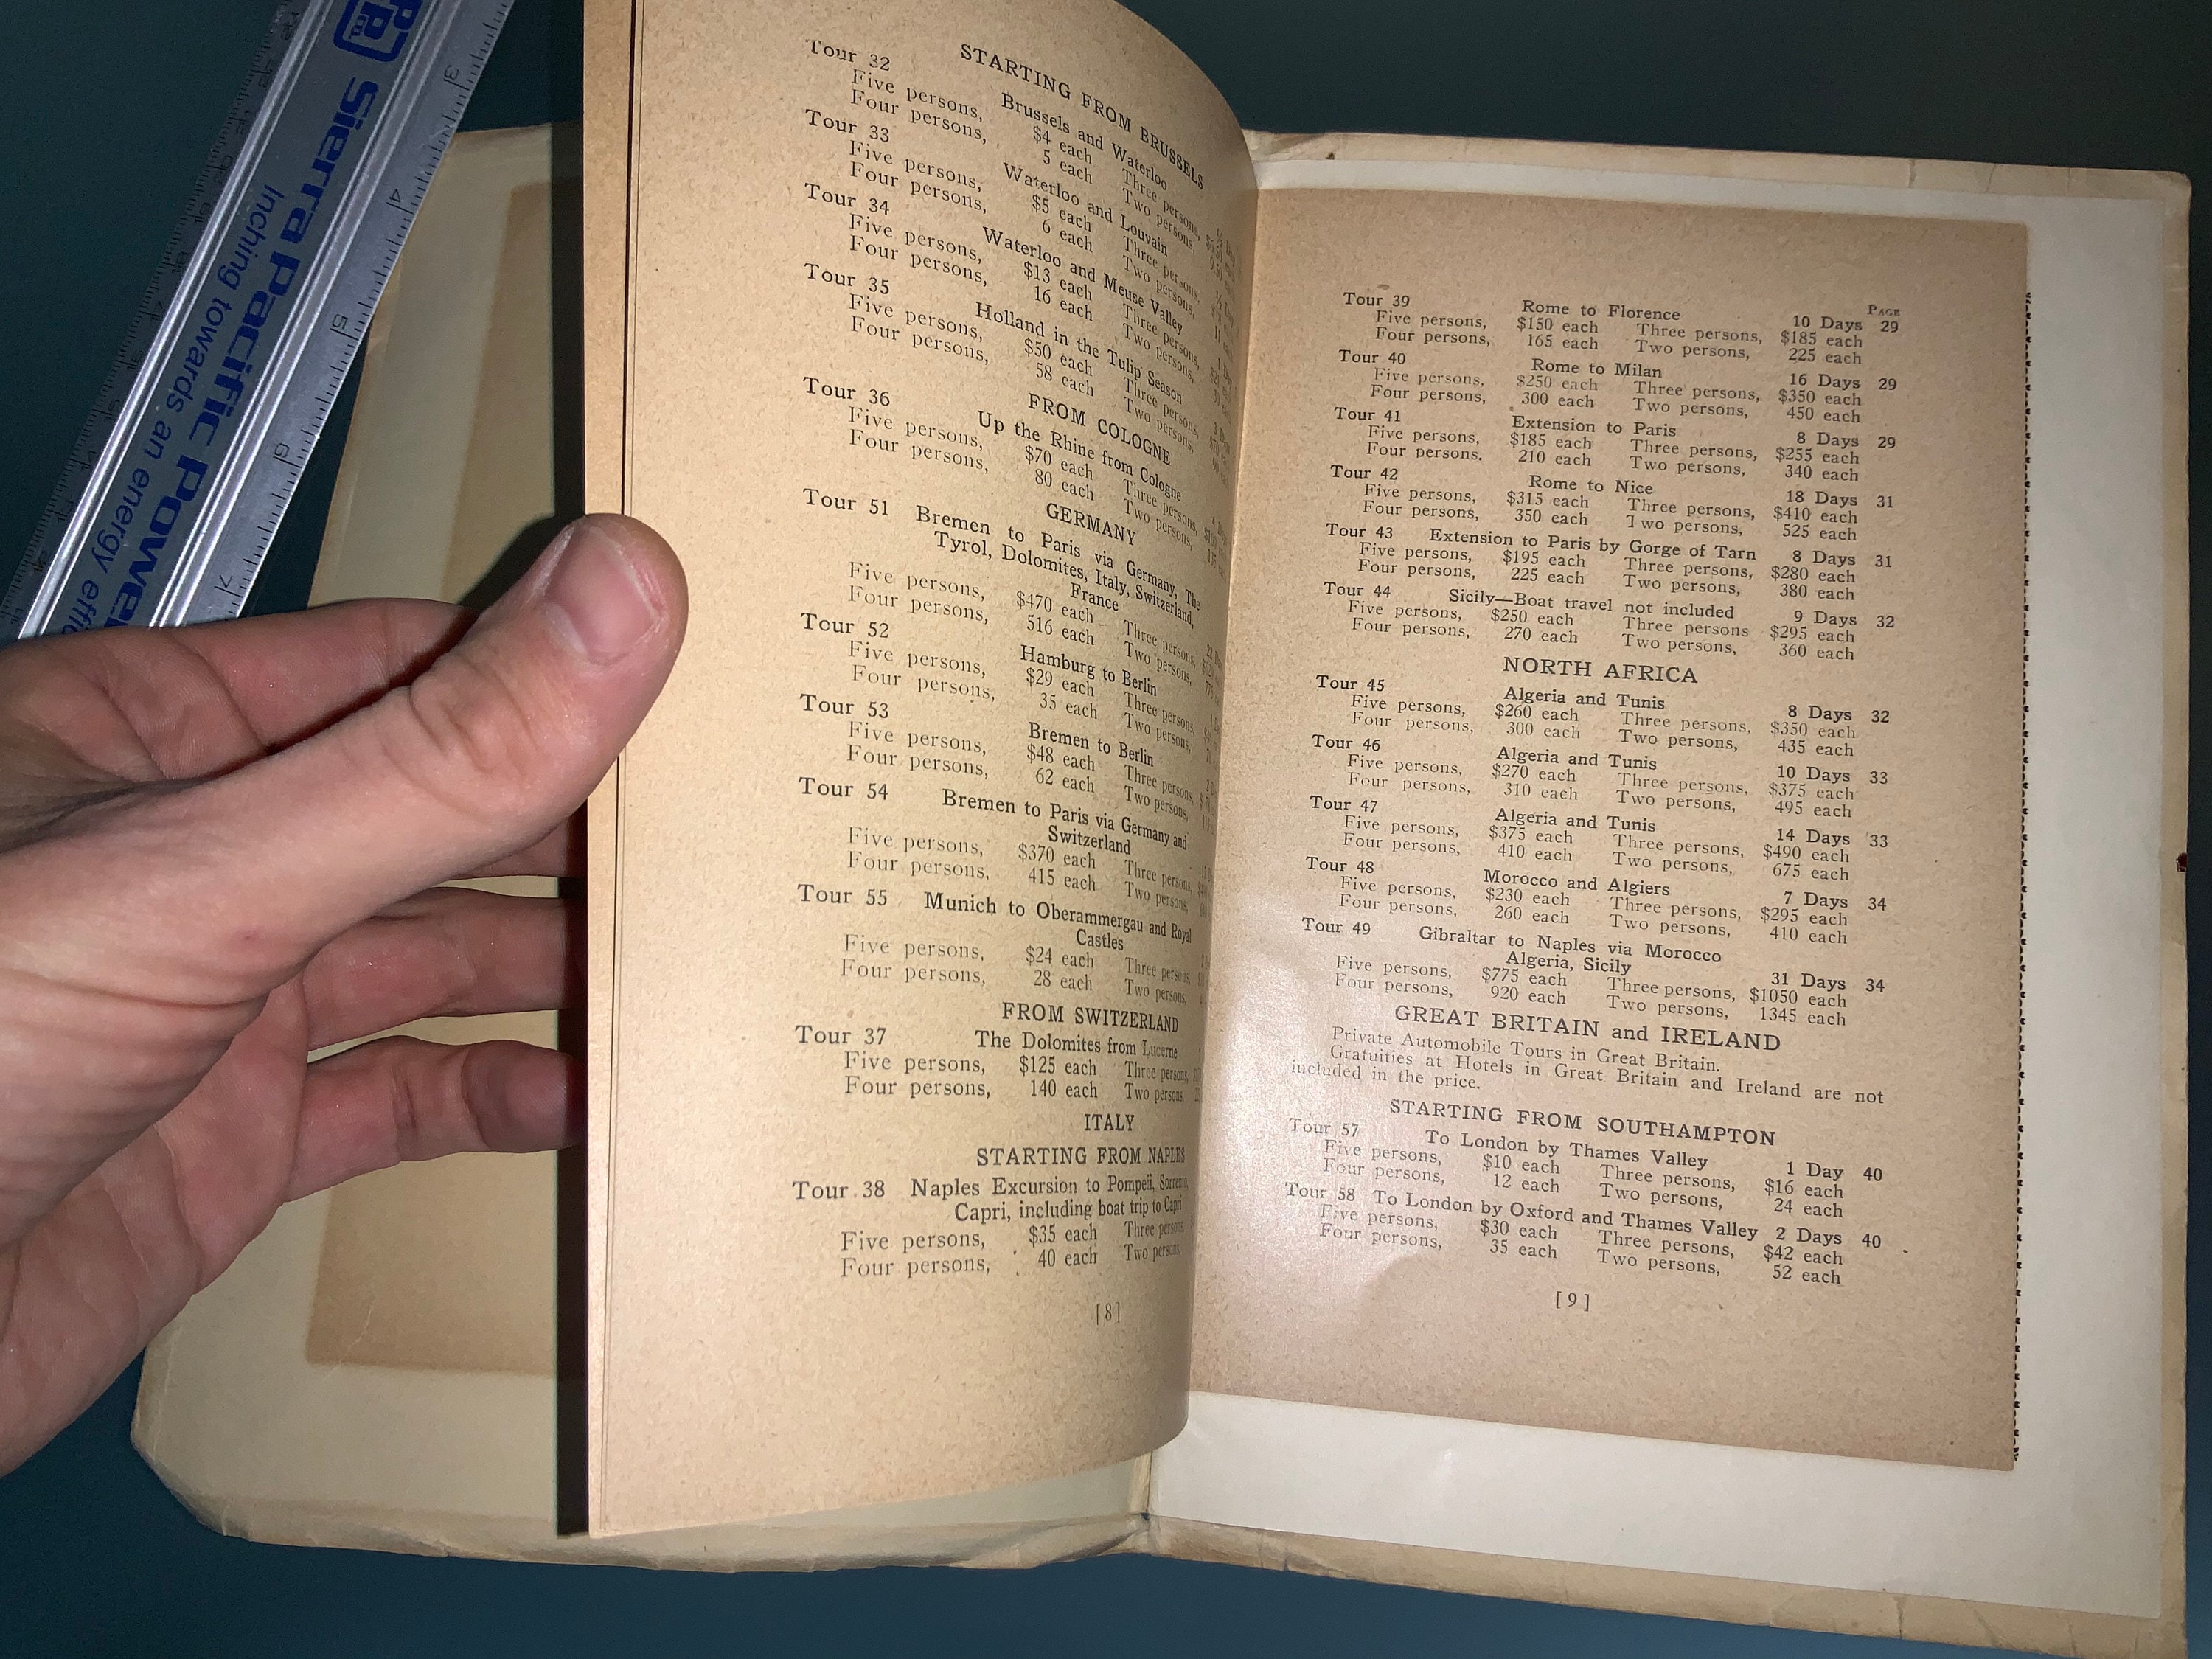 STARTING FROM BRUSSELS
Tour 32 Brussels and Waterloo
Five persons, $4 each Three persons,
Four persons, 5 each Two persons,
Tour 33 Waterloo and Louvain
Five persons, $5 each Three persons,
Four persons, 6 each Two persons,
Tour 34 Waterloo and Meuse Valley
Five persons, $13 each Three persons,
Four persons, 16 each Two persons,
Tour 35 Holland in the Tulip Season
Five persons, $50 each Three persons,
Four persons, 58 each Two persons,
FROM COLOGNE
Tour 36 Up the Rhine from Cologne
Five persons, $70 each Three persons,
Four persons, 80 each Two persons,
GERMANY
Tour 51 Bremen to Paris via Germany, The
Tyrol, Dolomites, Italy, Switzerland,
France
Five persons, $470 each Three persons,
Four persons, 516 each Two persons,
Tour 52 Hamburg to Berlin
Five persons, $29 each Three persons,
Four persons, 35 each Two persons,
Tour 53 Bremen to Berlin
Five persons, $48 each Three persons,
Four persons, 62 each Two persons,
Tour 54 Bremen to Paris via Germany and
Switzerland
Five persons, $370 each Three persons,
Four persons, 415 each Two persons,
Tour 55 Munich to Oberammergau and Royal
Castles
Five persons, $24 each Three persons,
Four persons, 28 each Two persons,
FROM SWITZERLAND
Tour 37 The Dolomites from Lucerne
Five persons, $125 each Three persons,
Four persons, 140 each Two persons,
ITALY
STARTING FROM NAPLES
Tour 38 Naples Excursion to Pompeii, Sorrento,
Capri, including boat trip to Capri
Five persons, $35 each Three persons,
Four persons, 40 each Two persons,
[8]
PAGE
Tour 39 Rome to Florence 10 Days 29
Five persons, $150 each Three persons, $185 each
Four persons, 165 each Two persons, 225 each
Tour 40 Rome to Milan 16 Days 29
Five persons, $250 each Three persons, $350 each
Four persons, 300 each Two persons, 450 each
Tour 41 Extension to Paris 8 Days 29
Five persons, $185 each Three persons, $255 each
Four persons. 210 each Two persons, 340 each
Tour 42 Rome to Nice 18 Days 31
Five persons, $315 each Three persons, $410 each
Four persons, 350 each Two persons, 525 each
Tour 43 Extension to Paris by Gorge of Tarn 8 Days 31
Five persons, $195 each Three persons, $280 each
Four persons, 225 each Two persons, 380 each
Tour 44 Sicily—Boat travel not included 9 Days 32
Five persons, $250 each Three persons $295 each
Four persons, 270 each Two persons, 360 each
NORTH AFRICA
Tour 45 Algeria and Tunis 8 Days 32
Five persons, $260 each Three persons, $350 each
Four persons, 300 each Two persons, 435 each
Tour 46 Algeria and Tunis 10 Days 33
Five persons, $270 each Three persons, $375 each
Four persons, 310 each Two persons, 495 each
Tour 47 Algeria and Tunis 14 Days 33
Five persons, $375 each Three persons, $490 each
Four persons, 410 each Two persons, 675 each
Tour 48 Morocco and Algiers 7 Days 34
Five persons, $230 each Three persons, $295 each
Four persons, 260 each Two persons, 410 each
Tour 49 Gibraltar to Naples via Morocco
Algeria, Sicily 31 Days 34
Five persons, $775 each Three persons, $1050 each
Four persons, 920 each Two persons, 1345 each
GREAT BRITAIN and IRELAND
Private Automobile Tours in Great Britain.
Gratuities at Hotels in Great Britain and Ireland are not
included in the price.
STARTING FROM SOUTHAMPTON
Tour 57 To London by Thames Valley 1 Day 40
Five persons, $10 each Three persons, $16 each
Four persons, 12 each Two persons, 24 each
Tour 58 To London by Oxford and Thames Valley 2 Days 40
Five persons, $30 each Three persons, $42 each
Four persons, 35 each Two persons, 52 each
[9]
Sierra Pacific Power
Inching towards an energy
3
4
5
6
7